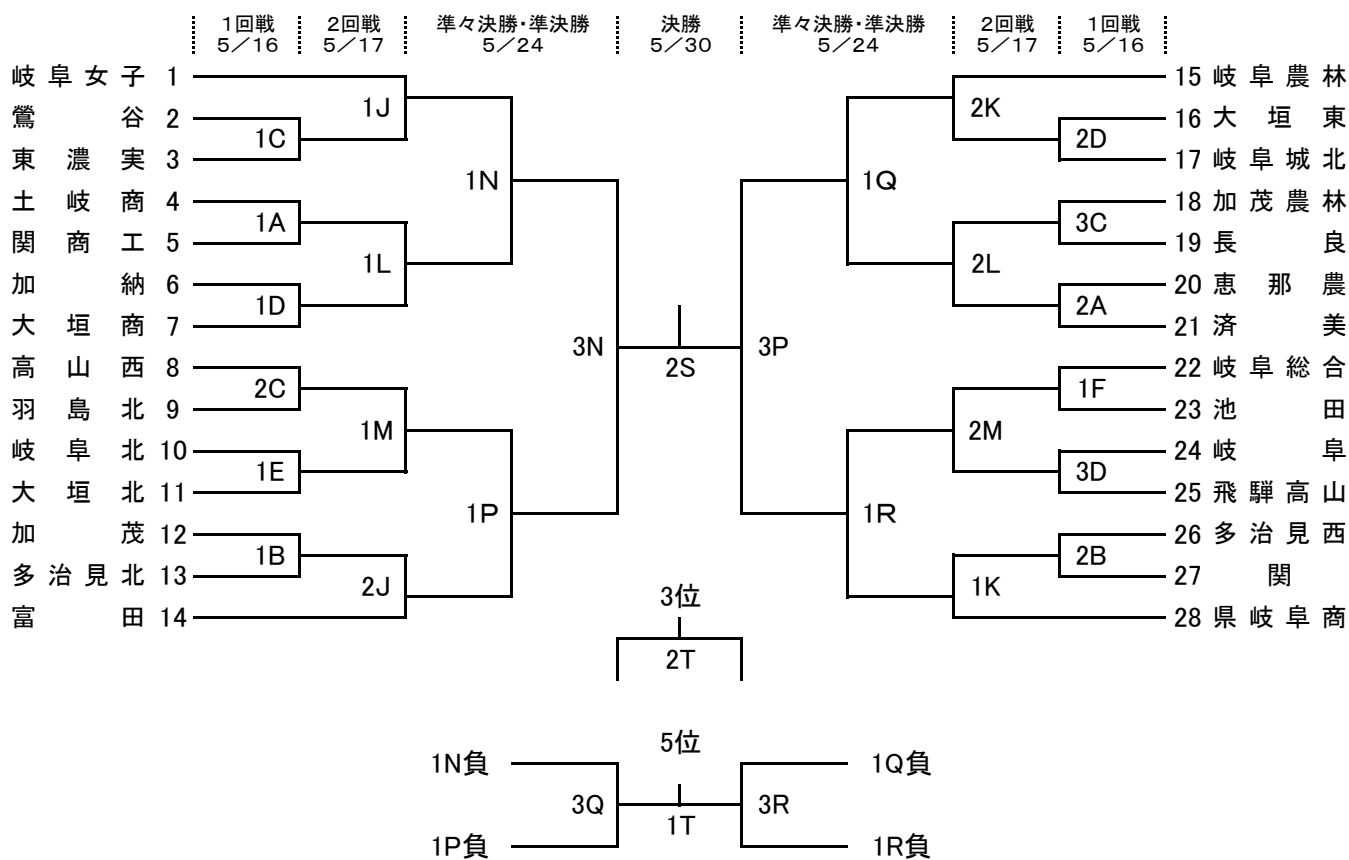 1回戦 2回戦 準々決勝・準決勝 決勝 準々決勝・準決勝 2回戦 1回戦
5／16 5／17 5／24 5／30 5／24 5／17 5／16
岐阜女子 1 15 岐阜農林
1J 2K
鶯谷 2 16 大垣東
1C 2D
東濃実 3 17 岐阜城北
1N 1Q
土岐商 4 18 加茂農林
1A 3C
関商工 5 19 長良
1L 2L
加納 6 20 恵那農
1D 2A
大垣商 7 21 済美
3N 2S 3P
高山西 8 22 岐阜総合
2C 1F
羽島北 9 23 池田
1M 2M
岐阜北 10 24 岐阜
1E 3D
大垣北 11 25 飛騨高山
1P 1R
加茂 12 26 多治見西
1B 2B
多治見北 13 27 関
2J 1K
富田 14 28 県岐阜商
3位
2T
5位
1N負 1Q負
3Q 1T 3R
1P負 1R負